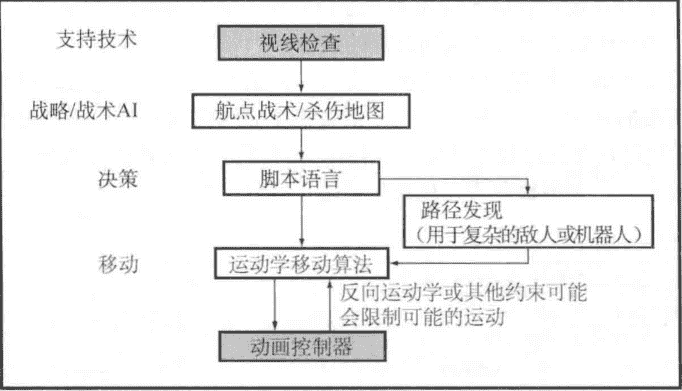 支持技术
视线检查
战略/战术AI
航点战术/杀伤地图
决策
脚本语言
路径发现
(用于复杂的敌人或机器人)
移动
运动学移动算法
反向运动学或其他约束可能
会限制可能的运动
动画控制器